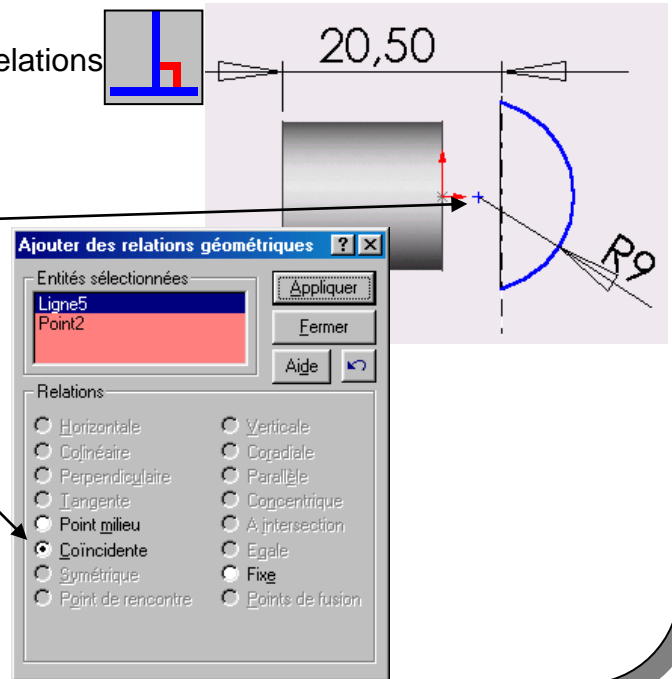 elations
20,50
R9
Ajouter des relations géométriques ? X
Entités sélectionnées
Ligne5
Point2
Appliquer
Fermer
Aide
Relations
Horizontale Verticale
Colinéaire Coradiale
Perpendiculaire Parallèle
Tangente Concentrique
Point milieu A intersection
Coïncidente Egale
Symétrique Fixe
Point de rencontre Points de fusion